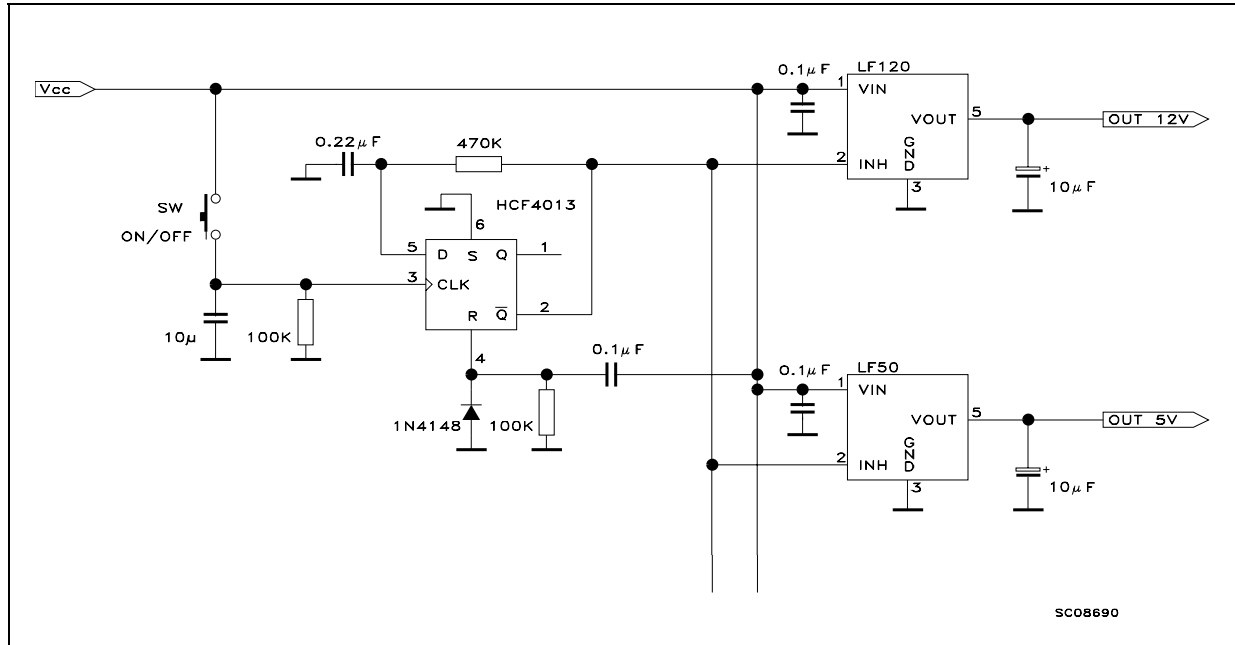 Vcc
SW
ON/OFF
10μ
100K
0.22μF
470K
HCF4013
6
5
D
S
Q
1
3
CLK
R
Q̅
2
4
1N4148
100K
0.1μF
0.1μF
LF120
1
VIN
VOUT
5
OUT 12V
2
INH
GND
3
+
10μF
0.1μF
LF50
1
VIN
VOUT
5
OUT 5V
2
INH
GND
3
+
10μF
SC08690